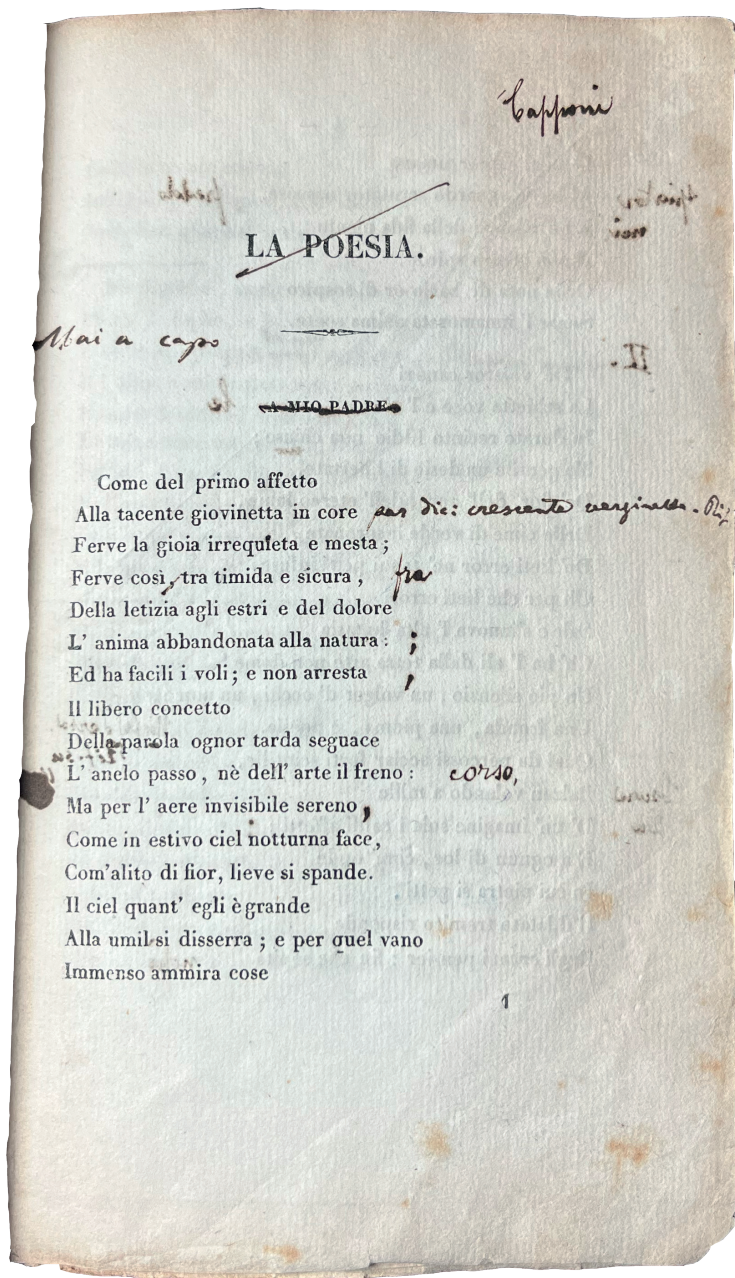 Capponi
LA POESIA.
Mai a capo
A MIO PADRE
Come del primo affetto
Alla tacente giovinetta in core crescente verginetta.
Ferve la gioia irrequieta e mesta;
Ferve così, tra timida e sicura, fra
Della letizia agli estri e del dolore
L' anima abbandonata alla natura: ;
Ed ha facili i voli; e non arresta ,
Il libero concetto
Della parola ognor tarda seguace
L' anelo passo, nè dell' arte il freno: corso,
Ma per l' aere invisibile sereno,
Come in estivo ciel notturna face,
Com'alito di fior, lieve si spande.
Il ciel quant' egli è grande
Alla umil si disserra; e per quel vano
Immenso ammira cose
1